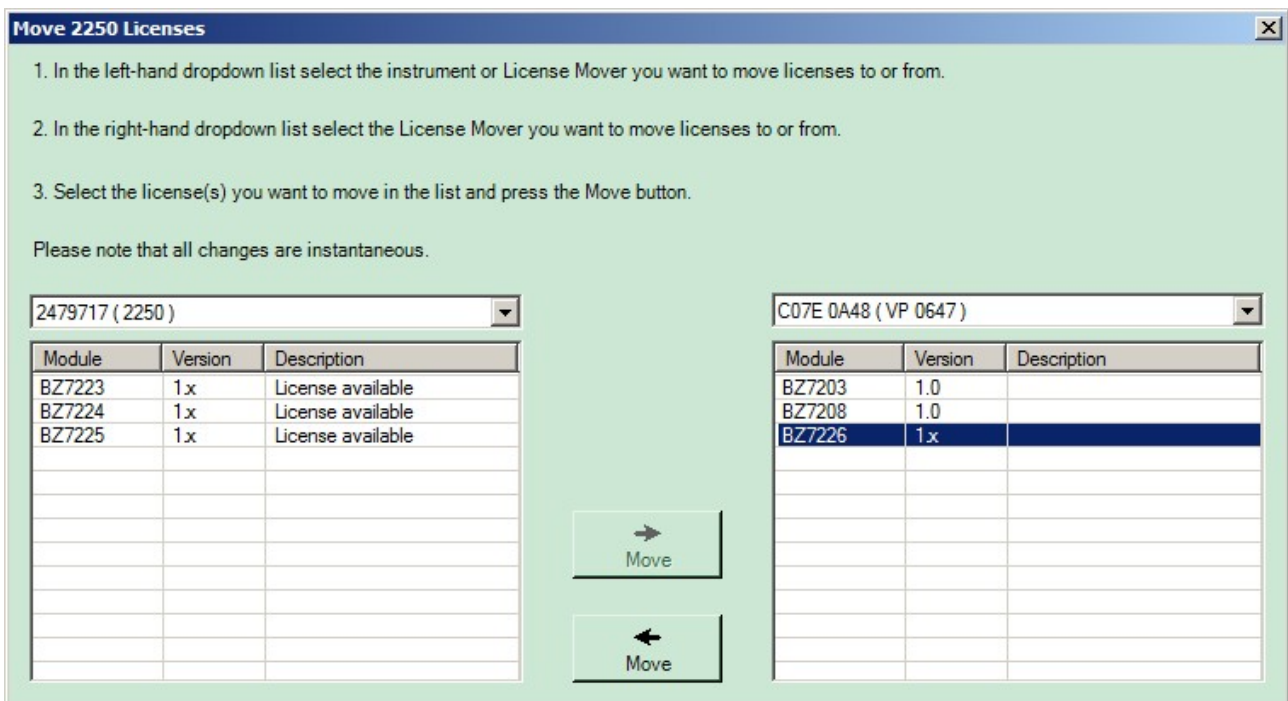 Move 2250 Licenses
1. In the left-hand dropdown list select the instrument or License Mover you want to move licenses to or from.
2. In the right-hand dropdown list select the License Mover you want to move licenses to or from.
3. Select the license(s) you want to move in the list and press the Move button.
Please note that all changes are instantaneous.
2479717 ( 2250 )
Module Version Description
BZ7223 1.x License available
BZ7224 1.x License available
BZ7225 1.x License available
Move
Move
C07E 0A48 ( VP 0647 )
Module Version Description
BZ7203 1.0
BZ7208 1.0
BZ7226 1.x